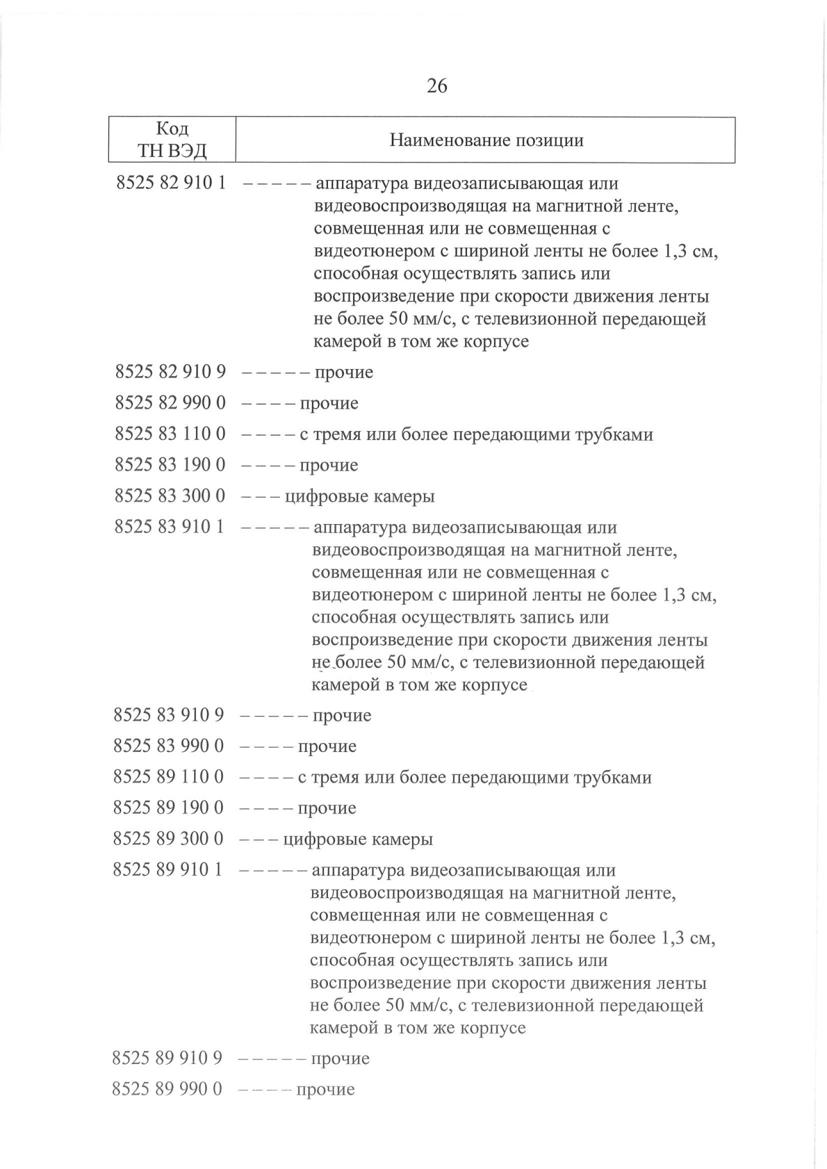 26
Код
ТН ВЭД
Наименование позиции
8525 82 910 1 – – – – – аппаратура видеозаписывающая или
видеовоспроизводящая на магнитной ленте,
совмещенная или не совмещенная с
видеотюнером с шириной ленты не более 1,3 см,
способная осуществлять запись или
воспроизведение при скорости движения ленты
не более 50 мм/с, с телевизионной передающей
камерой в том же корпусе
8525 82 910 9 – – – – – прочие
8525 82 990 0 – – – – прочие
8525 83 110 0 – – – – с тремя или более передающими трубками
8525 83 190 0 – – – – прочие
8525 83 300 0 – – – цифровые камеры
8525 83 910 1 – – – – – аппаратура видеозаписывающая или
видеовоспроизводящая на магнитной ленте,
совмещенная или не совмещенная с
видеотюнером с шириной ленты не более 1,3 см,
способная осуществлять запись или
воспроизведение при скорости движения ленты
не более 50 мм/с, с телевизионной передающей
камерой в том же корпусе
8525 83 910 9 – – – – – прочие
8525 83 990 0 – – – – прочие
8525 89 110 0 – – – – с тремя или более передающими трубками
8525 89 190 0 – – – – прочие
8525 89 300 0 – – – цифровые камеры
8525 89 910 1 – – – – – аппаратура видеозаписывающая или
видеовоспроизводящая на магнитной ленте,
совмещенная или не совмещенная с
видеотюнером с шириной ленты не более 1,3 см,
способная осуществлять запись или
воспроизведение при скорости движения ленты
не более 50 мм/с, с телевизионной передающей
камерой в том же корпусе
8525 89 910 9 – – – – – прочие
8525 89 990 0 – – – – прочие